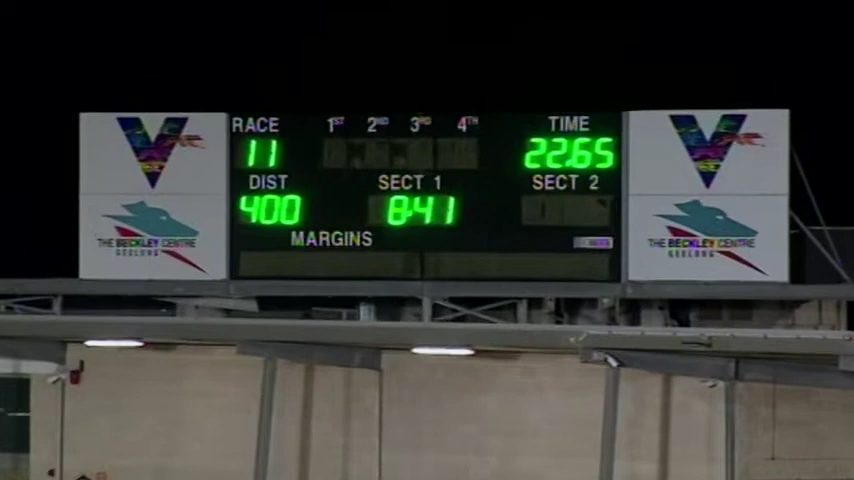 RACE 1ST 2ND 3RD 4TH TIME
11 22.65
DIST SECT 1 SECT 2
400 8.41
MARGINS
V
THE BECKLEY CENTRE
GEELONG
V
THE BECKLEY CENTRE
GEELONG